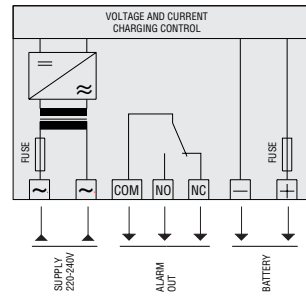 VOLTAGE AND CURRENT
CHARGING CONTROL
FUSE
FUSE
~
~
COM
NO
NC
—
+
SUPPLY
220-240V
ALARM
OUT
BATTERY